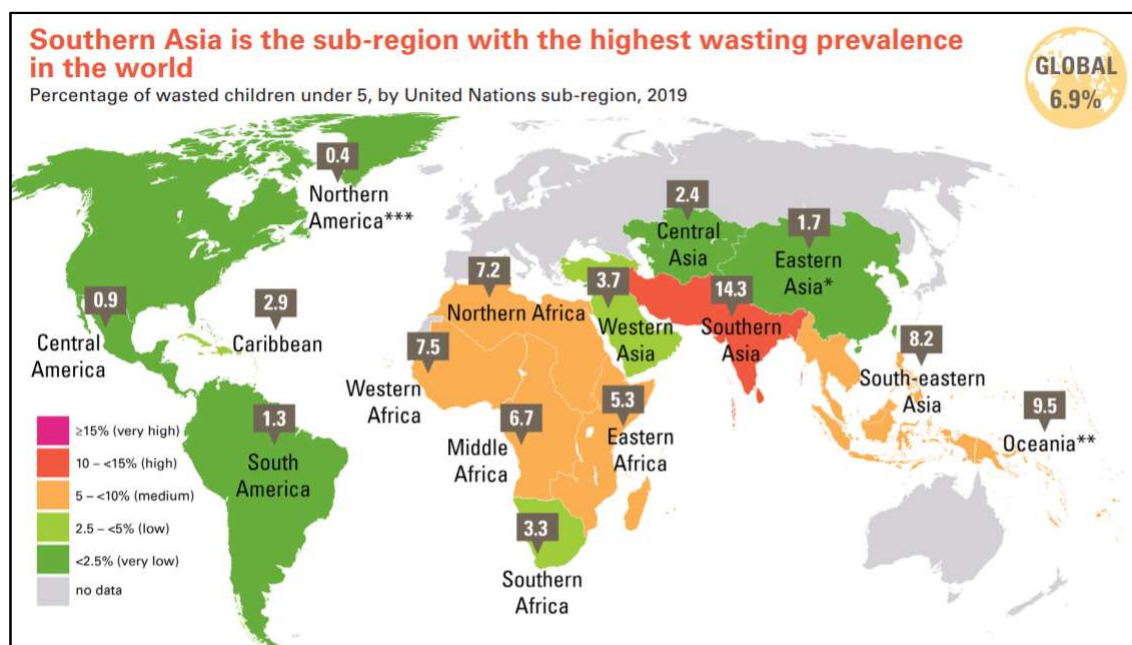 Southern Asia is the sub-region with the highest wasting prevalence
in the world
Percentage of wasted children under 5, by United Nations sub-region, 2019
GLOBAL
6.9%
0.4
Northern
America***
2.4
Central
Asia
1.7
Eastern
Asia*
7.2
Northern Africa
3.7
Western
Asia
14.3
Southern
Asia
0.9
Central
America
2.9
Caribbean
7.5
Western
Africa
8.2
South-eastern
Asia
6.7
Middle
Africa
5.3
Eastern
Africa
9.5
Oceania**
1.3
South
America
3.3
Southern
Africa
≥15% (very high)
10 – <15% (high)
5 – <10% (medium)
2.5 – <5% (low)
<2.5% (very low)
no data